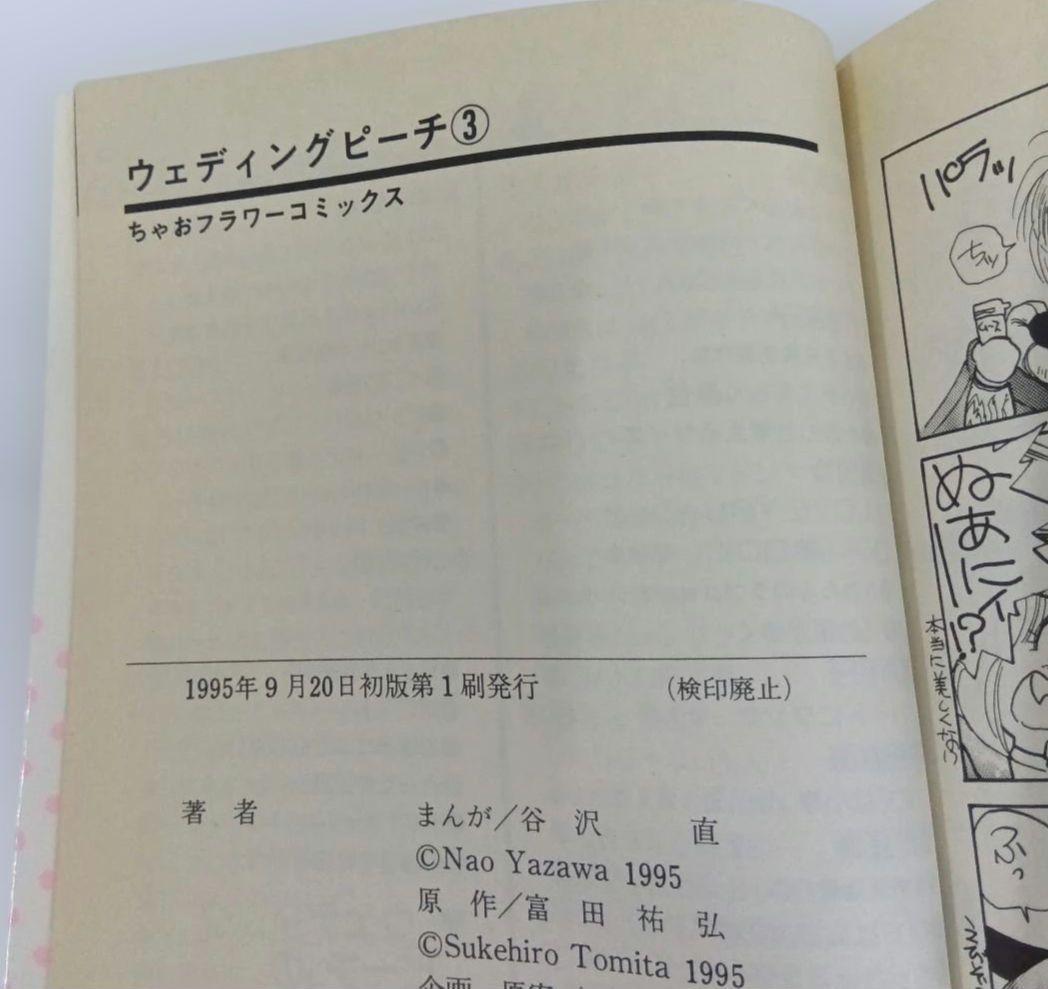 ウェディングピーチ③
ちゃおフラワーコミックス
1995年9月20日初版第1刷発行 (検印廃止)
著者 まんが/谷沢 直
©Nao Yazawa 1995
原作/富田祐弘
©Sukehiro Tomita 1995
パラッ
ちッ
ぬぁにィ!?
本当に美しくなる
ふっ